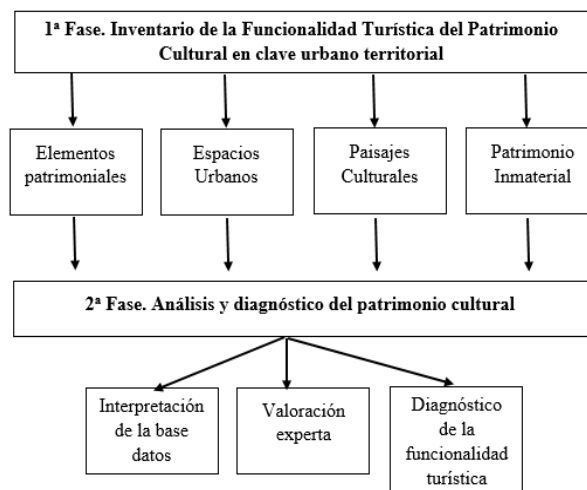 1ª Fase. Inventario de la Funcionalidad Turística del Patrimonio
Cultural en clave urbano territorial
Elementos
patrimoniales
Espacios
Urbanos
Paisajes
Culturales
Patrimonio
Inmaterial
2ª Fase. Análisis y diagnóstico del patrimonio cultural
Interpretación
de la base
datos
Valoración
experta
Diagnóstico
de la
funcionalidad
turística